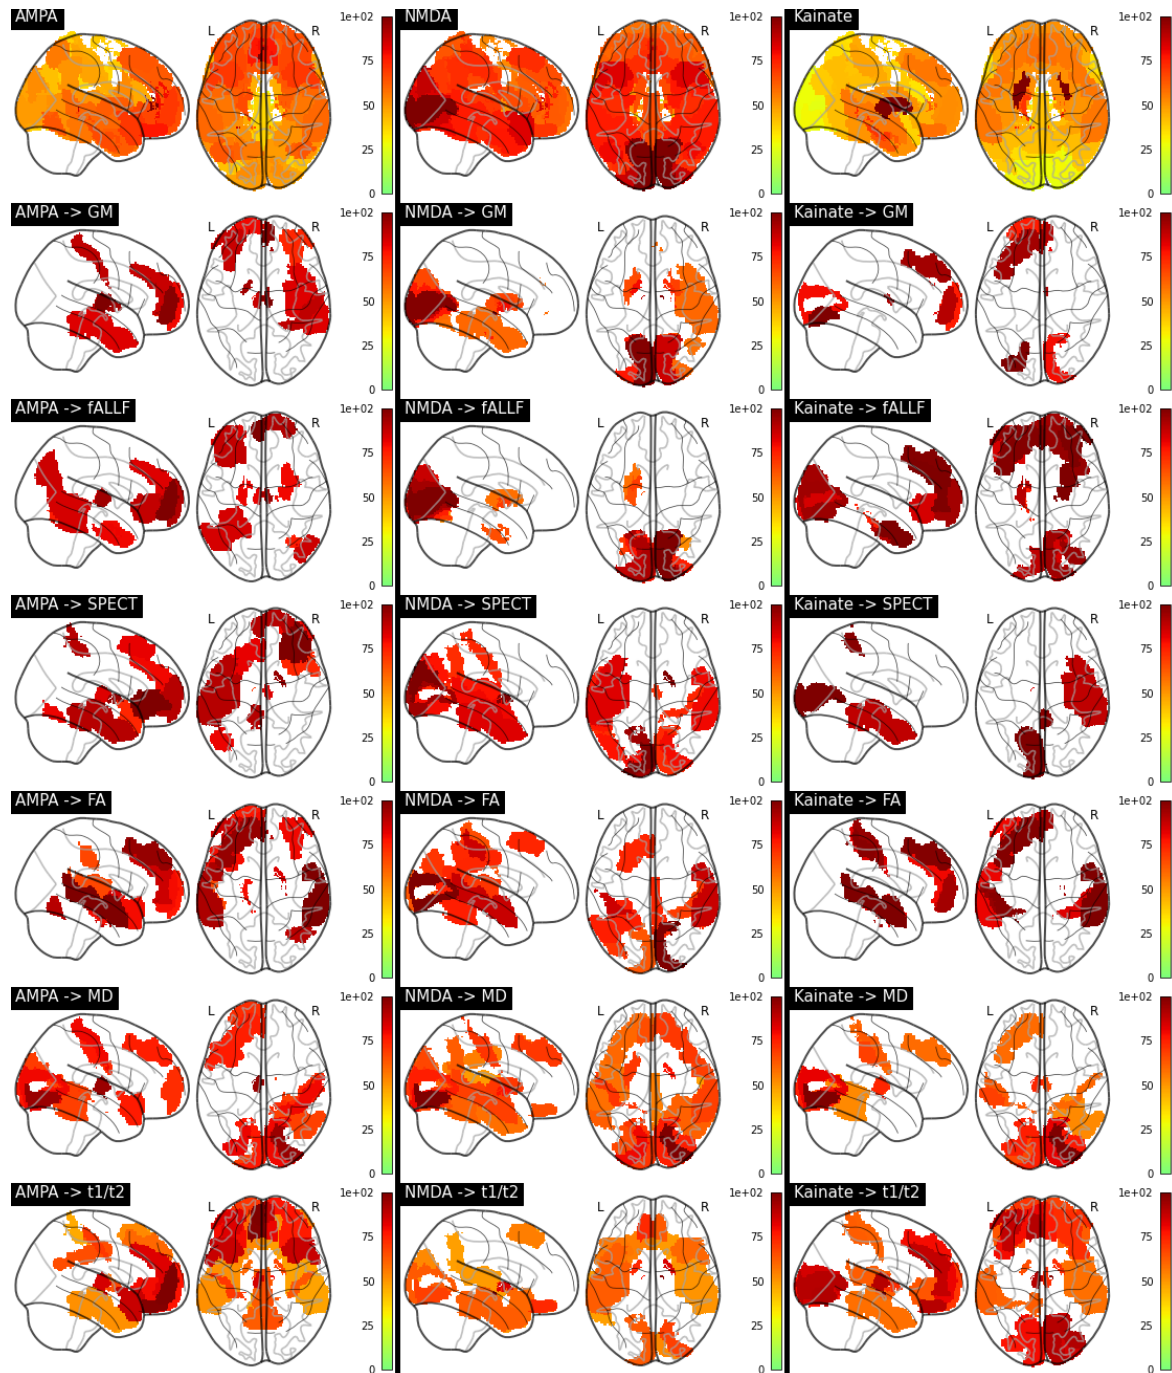 AMPA
L R
1e+02
75
50
25
0
NMDA
L R
1e+02
75
50
25
0
Kainate
L R
1e+02
75
50
25
0
AMPA -> GM
L R
1e+02
75
50
25
0
NMDA -> GM
L R
1e+02
75
50
25
0
Kainate -> GM
L R
1e+02
75
50
25
0
AMPA -> fALLF
L R
1e+02
75
50
25
0
NMDA -> fALLF
L R
1e+02
75
50
25
0
Kainate -> fALLF
L R
1e+02
75
50
25
0
AMPA -> SPECT
L R
1e+02
75
50
25
0
NMDA -> SPECT
L R
1e+02
75
50
25
0
Kainate -> SPECT
L R
1e+02
75
50
25
0
AMPA -> FA
L R
1e+02
75
50
25
0
NMDA -> FA
L R
1e+02
75
50
25
0
Kainate -> FA
L R
1e+02
75
50
25
0
AMPA -> MD
L R
1e+02
75
50
25
0
NMDA -> MD
L R
1e+02
75
50
25
0
Kainate -> MD
L R
1e+02
75
50
25
0
AMPA -> t1/t2
L R
1e+02
75
50
25
0
NMDA -> t1/t2
L R
1e+02
75
50
25
0
Kainate -> t1/t2
L R
1e+02
75
50
25
0